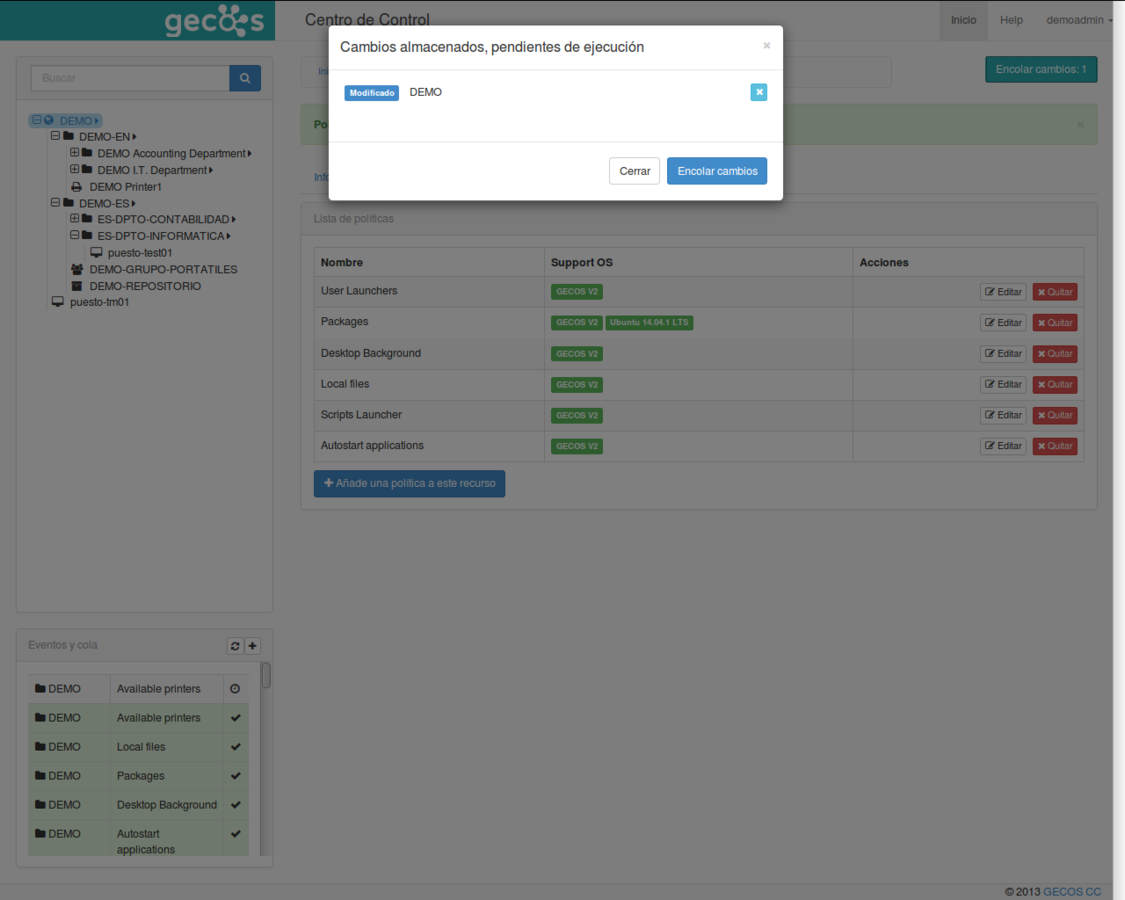 gecos
Centro de Control
Inicio
Help
demoadmin
Cambios almacenados, pendientes de ejecución
×
Modificado DEMO
Cerrar
Encolar cambios
Encolar cambios: 1
Buscar
DEMO
DEMO-EN
DEMO Accounting Department
DEMO I.T. Department
DEMO Printer1
DEMO-ES
ES-DPTO-CONTABILIDAD
ES-DPTO-INFORMATICA
puesto-test01
DEMO-GRUPO-PORTATILES
DEMO-REPOSITORIO
puesto-tm01
Lista de políticas
Nombre Support OS Acciones
User Launchers GECOS V2 Editar Quitar
Packages GECOS V2 Ubuntu 14.04.1 LTS Editar Quitar
Desktop Background GECOS V2 Editar Quitar
Local files GECOS V2 Editar Quitar
Scripts Launcher GECOS V2 Editar Quitar
Autostart applications GECOS V2 Editar Quitar
Añade una política a este recurso
Eventos y cola
DEMO Available printers
DEMO Available printers
DEMO Local files
DEMO Packages
DEMO Desktop Background
DEMO Autostart
applications
© 2013 GECOS CC